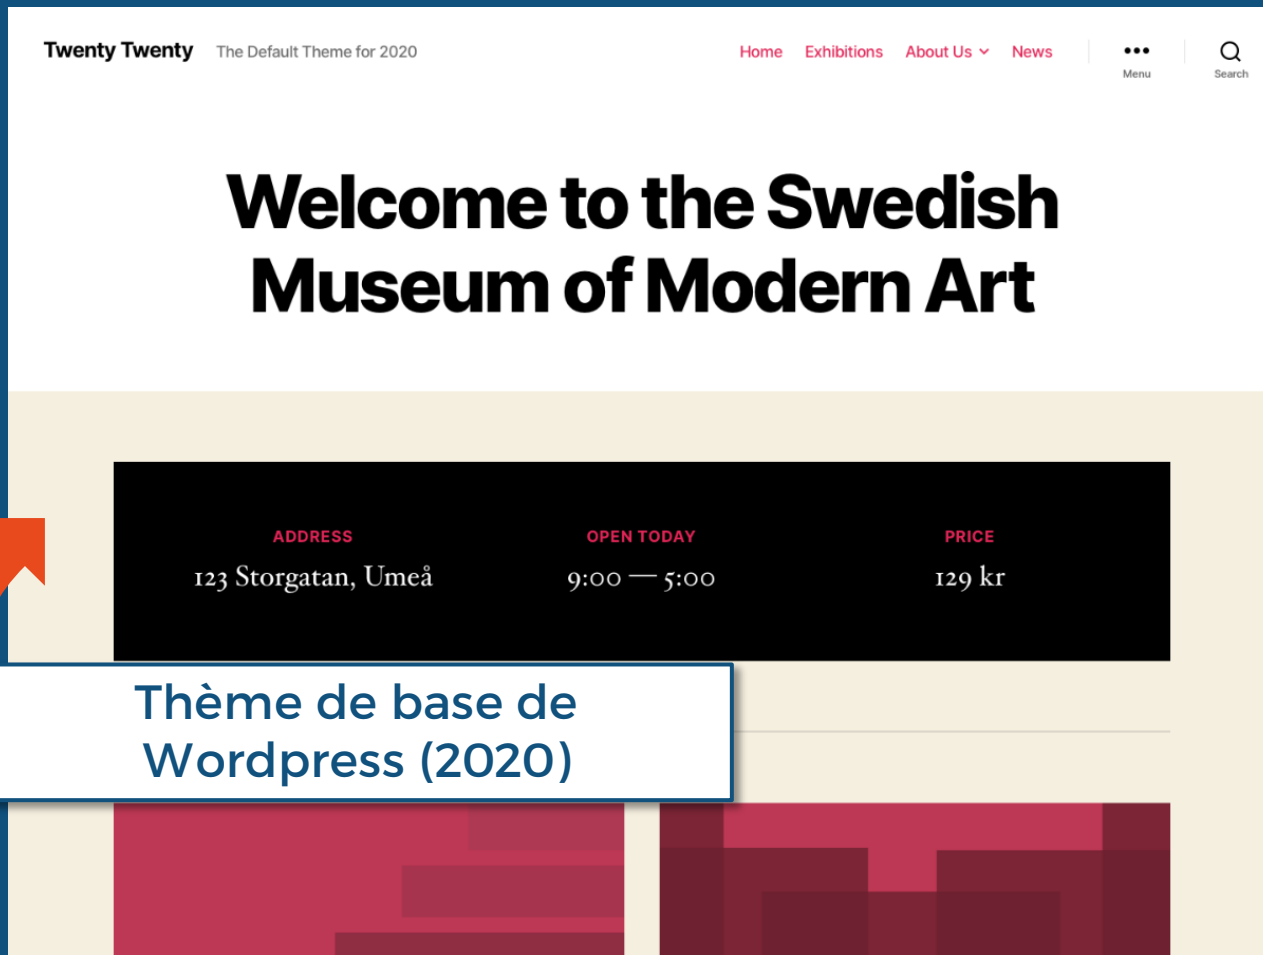 Twenty Twenty The Default Theme for 2020 Home Exhibitions About Us News
Menu Search
Welcome to the Swedish
Museum of Modern Art
ADDRESS OPEN TODAY PRICE
123 Storgatan, Umeå 9:00 — 5:00 129 kr
Thème de base de
Wordpress (2020)